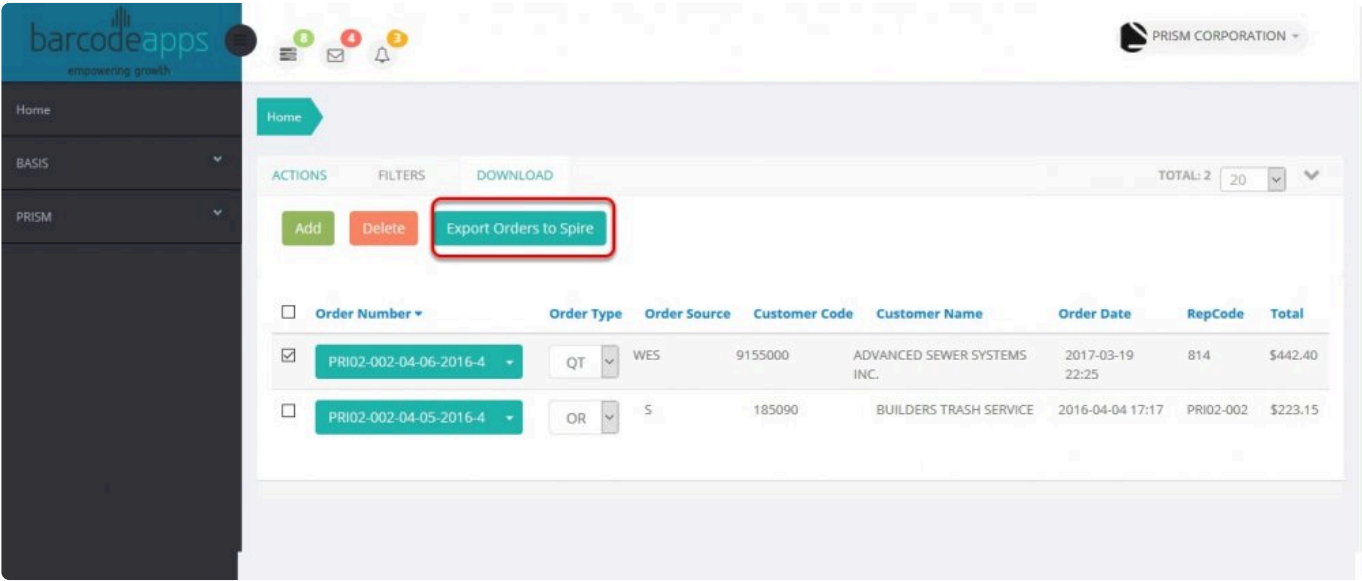 barcodeapps
empowering growth
8 4 3
PRISM CORPORATION
Home
BASIS
PRISM
Home
ACTIONS FILTERS DOWNLOAD TOTAL: 2 20
Add Delete Export Orders to Spire
Order Number Order Type Order Source Customer Code Customer Name Order Date RepCode Total
PRI02-002-04-06-2016-4 QT WES 9155000 ADVANCED SEWER SYSTEMS 2017-03-19 814 $442.40
INC. 22:25
PRI02-002-04-05-2016-4 OR S 185090 BUILDERS TRASH SERVICE 2016-04-04 17:17 PRI02-002 $223.15